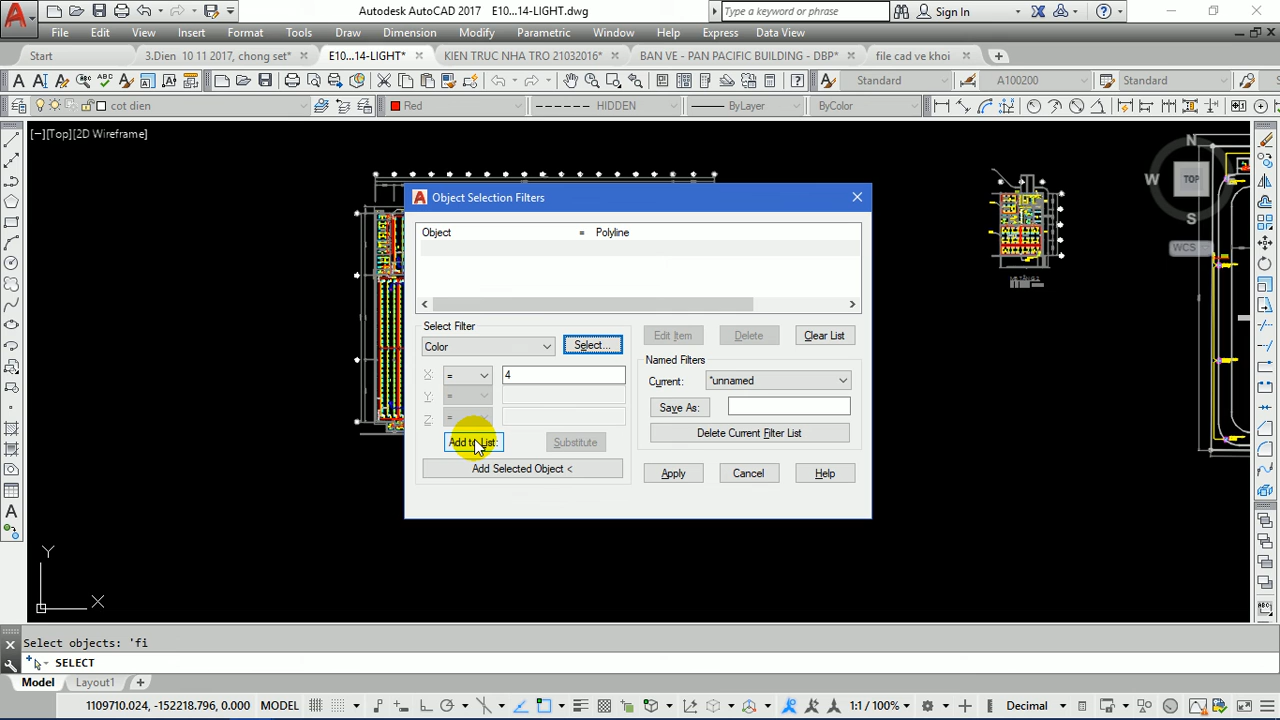 Autodesk AutoCAD 2017 E10...14-LIGHT.dwg
Type a keyword or phrase
Sign In
File Edit View Insert Format Tools Draw Dimension Modify Parametric Window Help Express Data View
Start 3.Dien 10 11 2017, chong set* E10...14-LIGHT* KIEN TRUC NHA TRO 21032016* BAN VE - PAN PACIFIC BUILDING - DBP* file cad ve khoi
Standard A100200 Standard
cot dien Red HIDDEN ByLayer ByColor
[−][Top][2D Wireframe]
N
W TOP
S
WCS
Object Selection Filters
Object = Polyline
Select Filter
Color Select... Edit Item Delete Clear List
X: = 4
Y: =
Z: =
Named Filters
Current: *unnamed
Save As:
Delete Current Filter List
Add to List: Substitute
Add Selected Object <
Apply Cancel Help
Y
X
Select objects: 'fi
SELECT
Model Layout1
1109710.024, -152218.796, 0.000 MODEL 1:1 / 100% Decimal